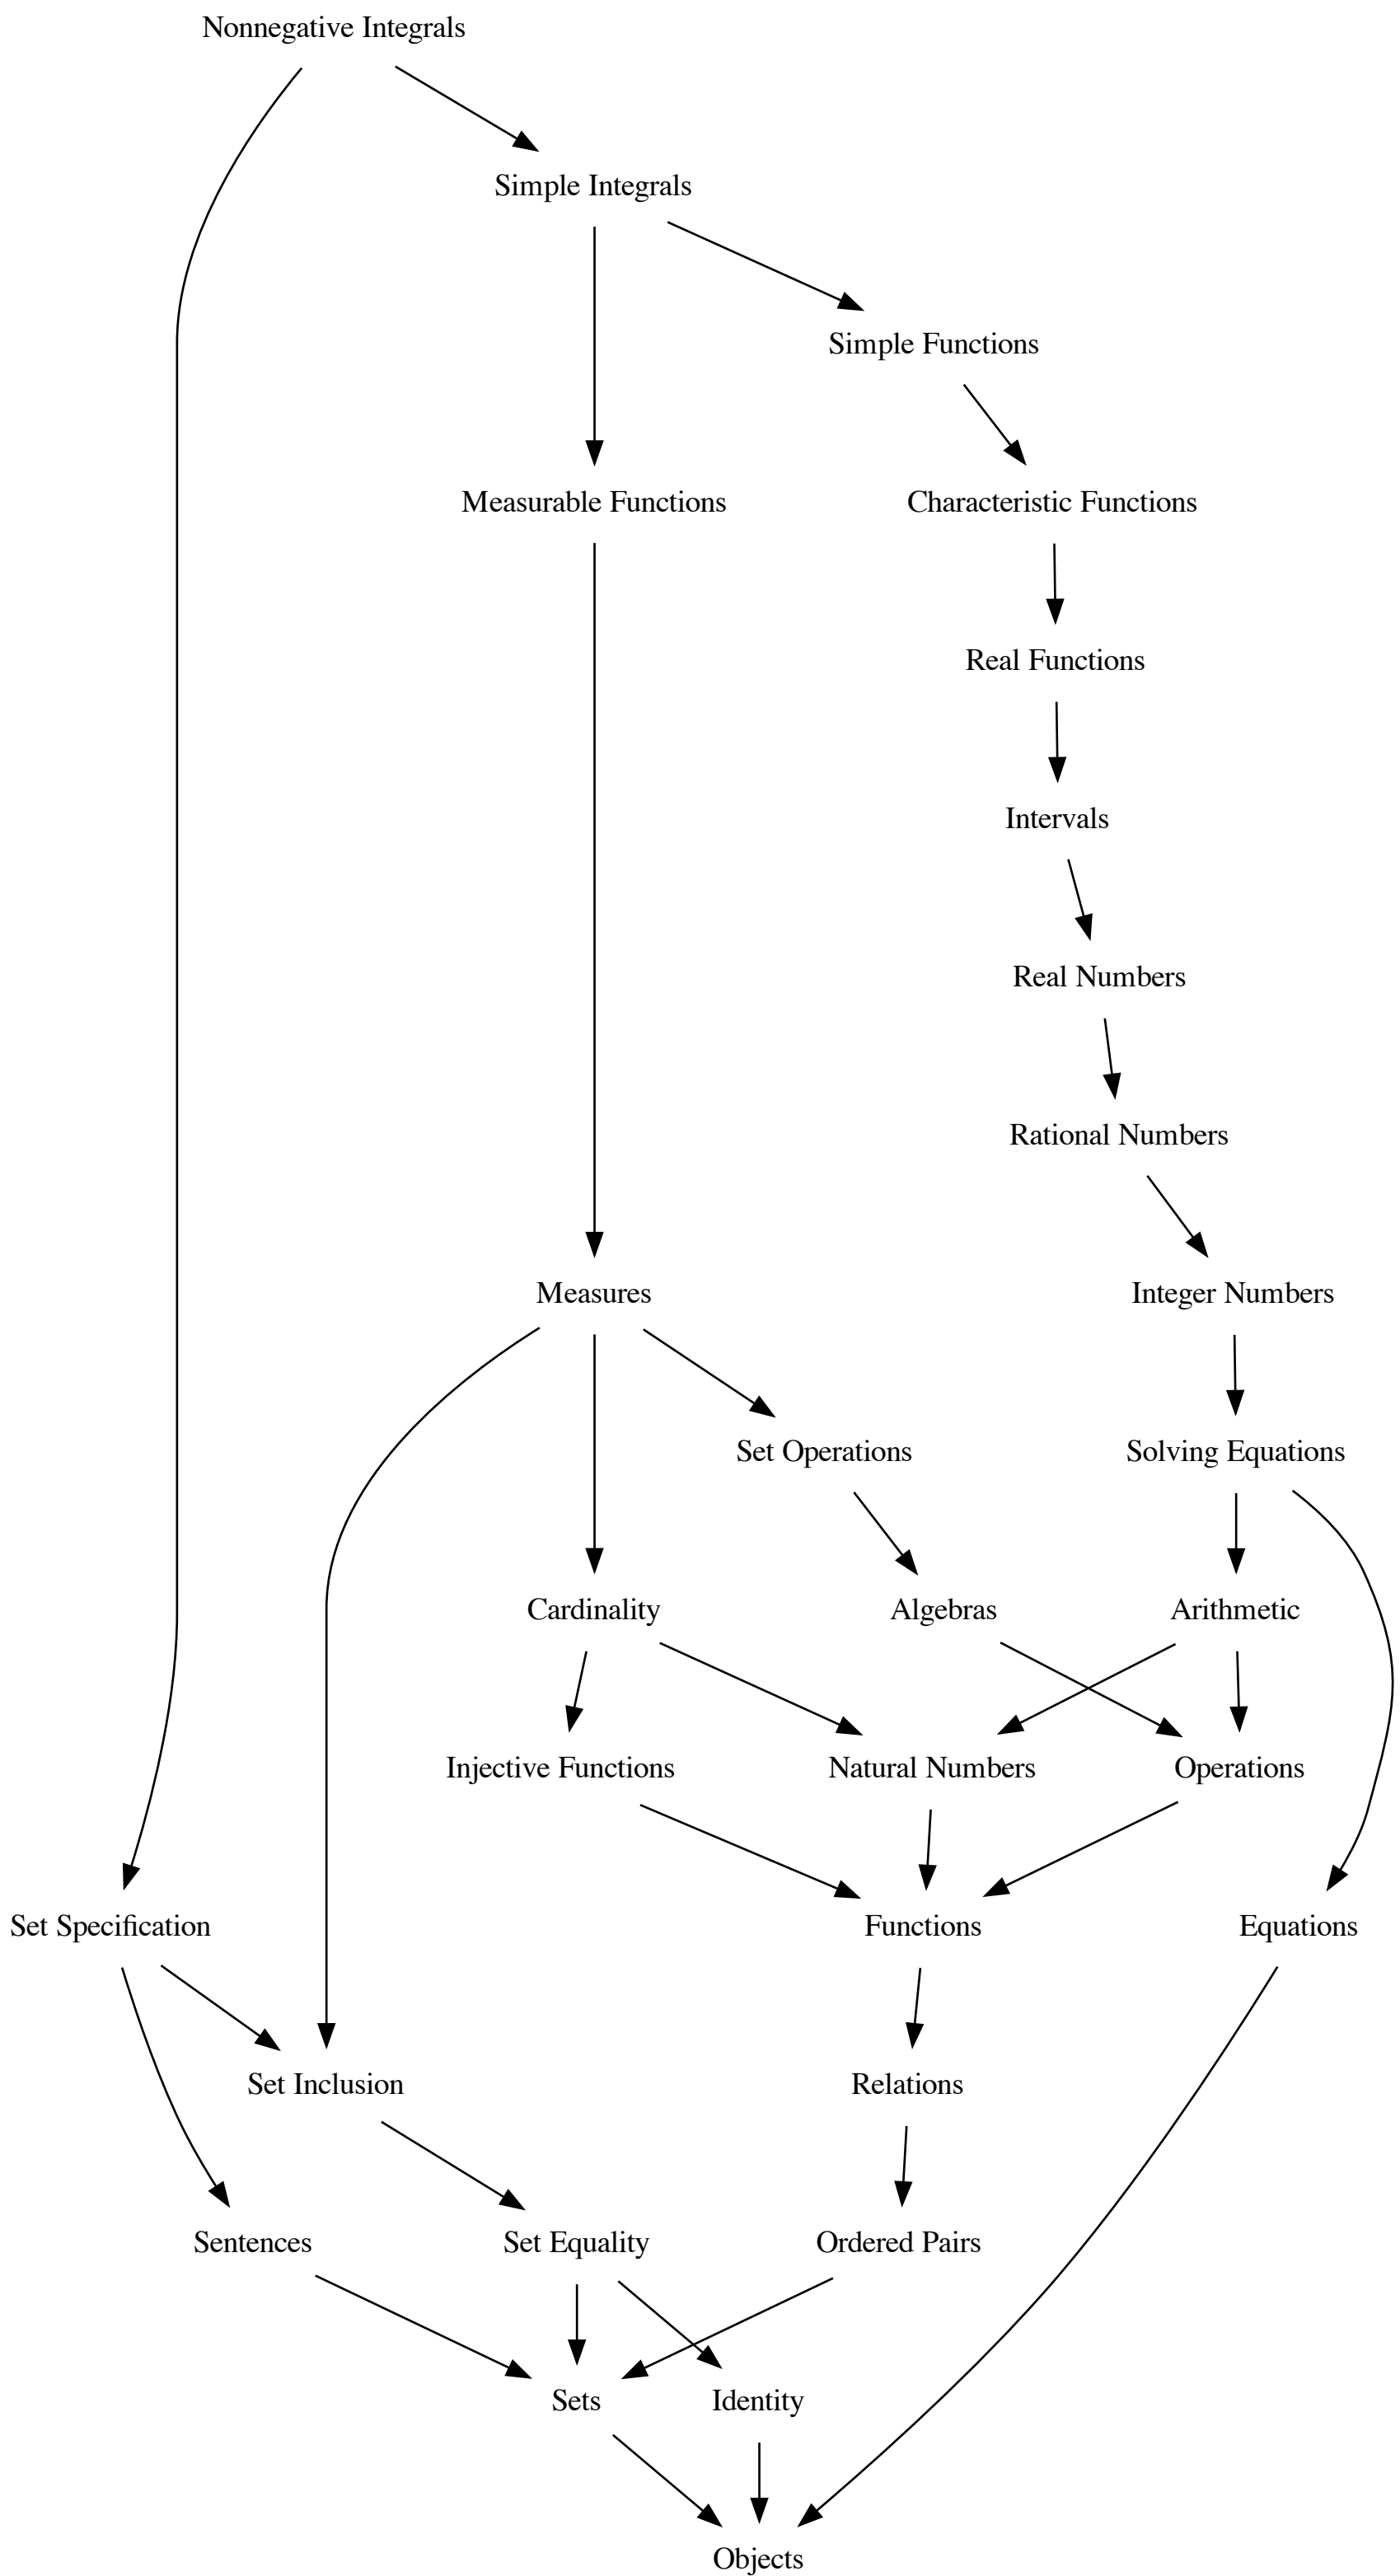 Nonnegative Integrals
Simple Integrals
Simple Functions
Measurable Functions
Characteristic Functions
Real Functions
Intervals
Real Numbers
Rational Numbers
Measures
Integer Numbers
Set Operations
Solving Equations
Cardinality
Algebras
Arithmetic
Injective Functions
Natural Numbers
Operations
Set Specification
Functions
Equations
Set Inclusion
Relations
Sentences
Set Equality
Ordered Pairs
Sets
Identity
Objects